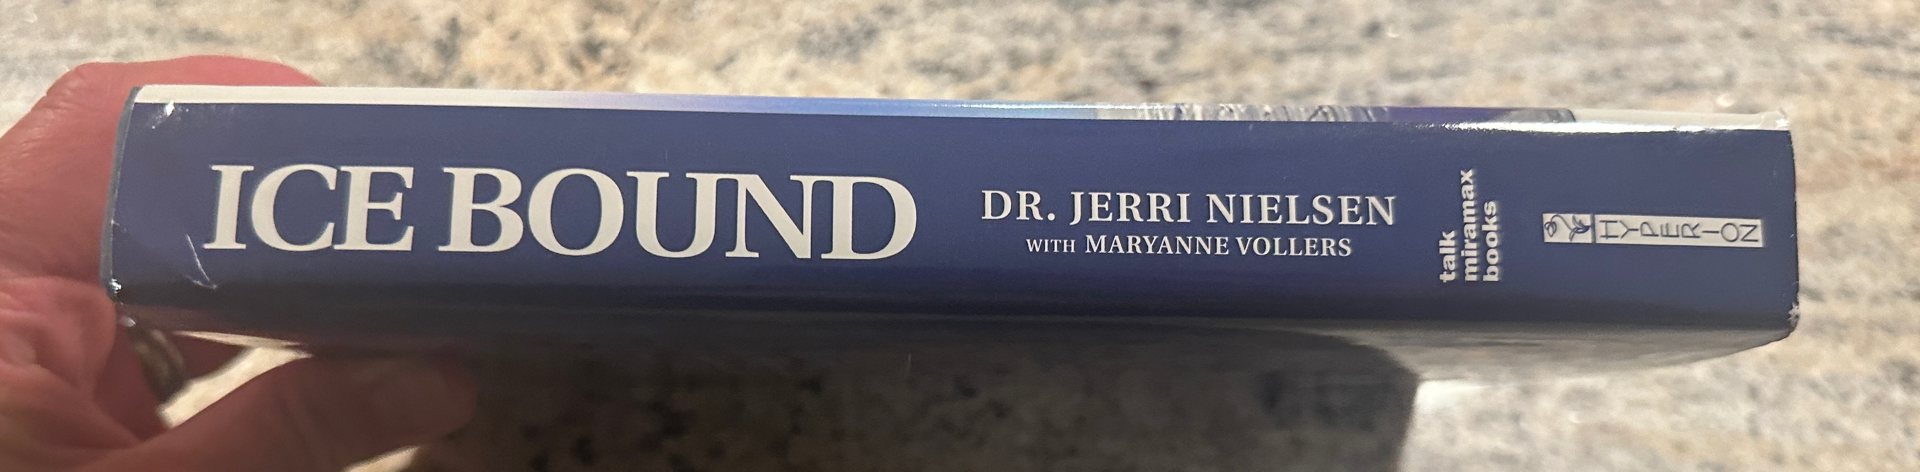 ICE BOUND
DR. JERRI NIELSEN
WITH MARYANNE VOLLERS
talk
miramax
books
HYPERION